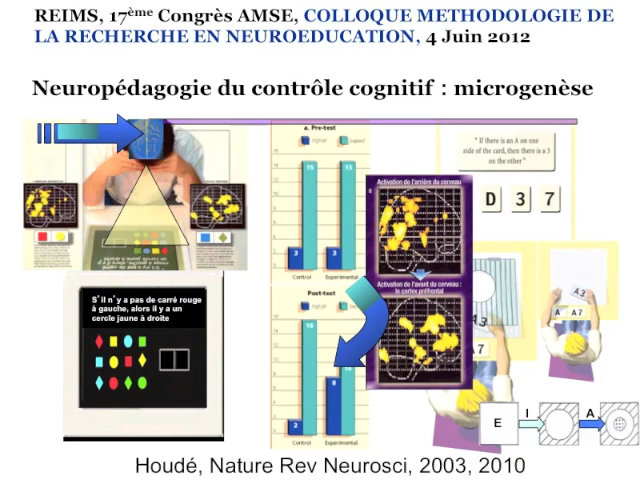 REIMS, 17ème Congrès AMSE, COLLOQUE METHODOLOGIE DE
LA RECHERCHE EN NEUROEDUCATION, 4 Juin 2012
Neuropédagogie du contrôle cognitif : microgenèse
a. Pre-test
15
15
3
3
Control
Experimental
Post-test
16
2
8
Control
Experimental
Activation de l'arrière du cerveau
a
Activation de l'avant du cerveau :
le cortex préfrontal
" If there is an A on one
side of the card, then there is a 3
on the other "
D 3 7
A 3
A A 7
A 3
7
S'il n'y a pas de carré rouge
à gauche, alors il y a un
cercle jaune à droite
E
I
A
Houdé, Nature Rev Neurosci, 2003, 2010